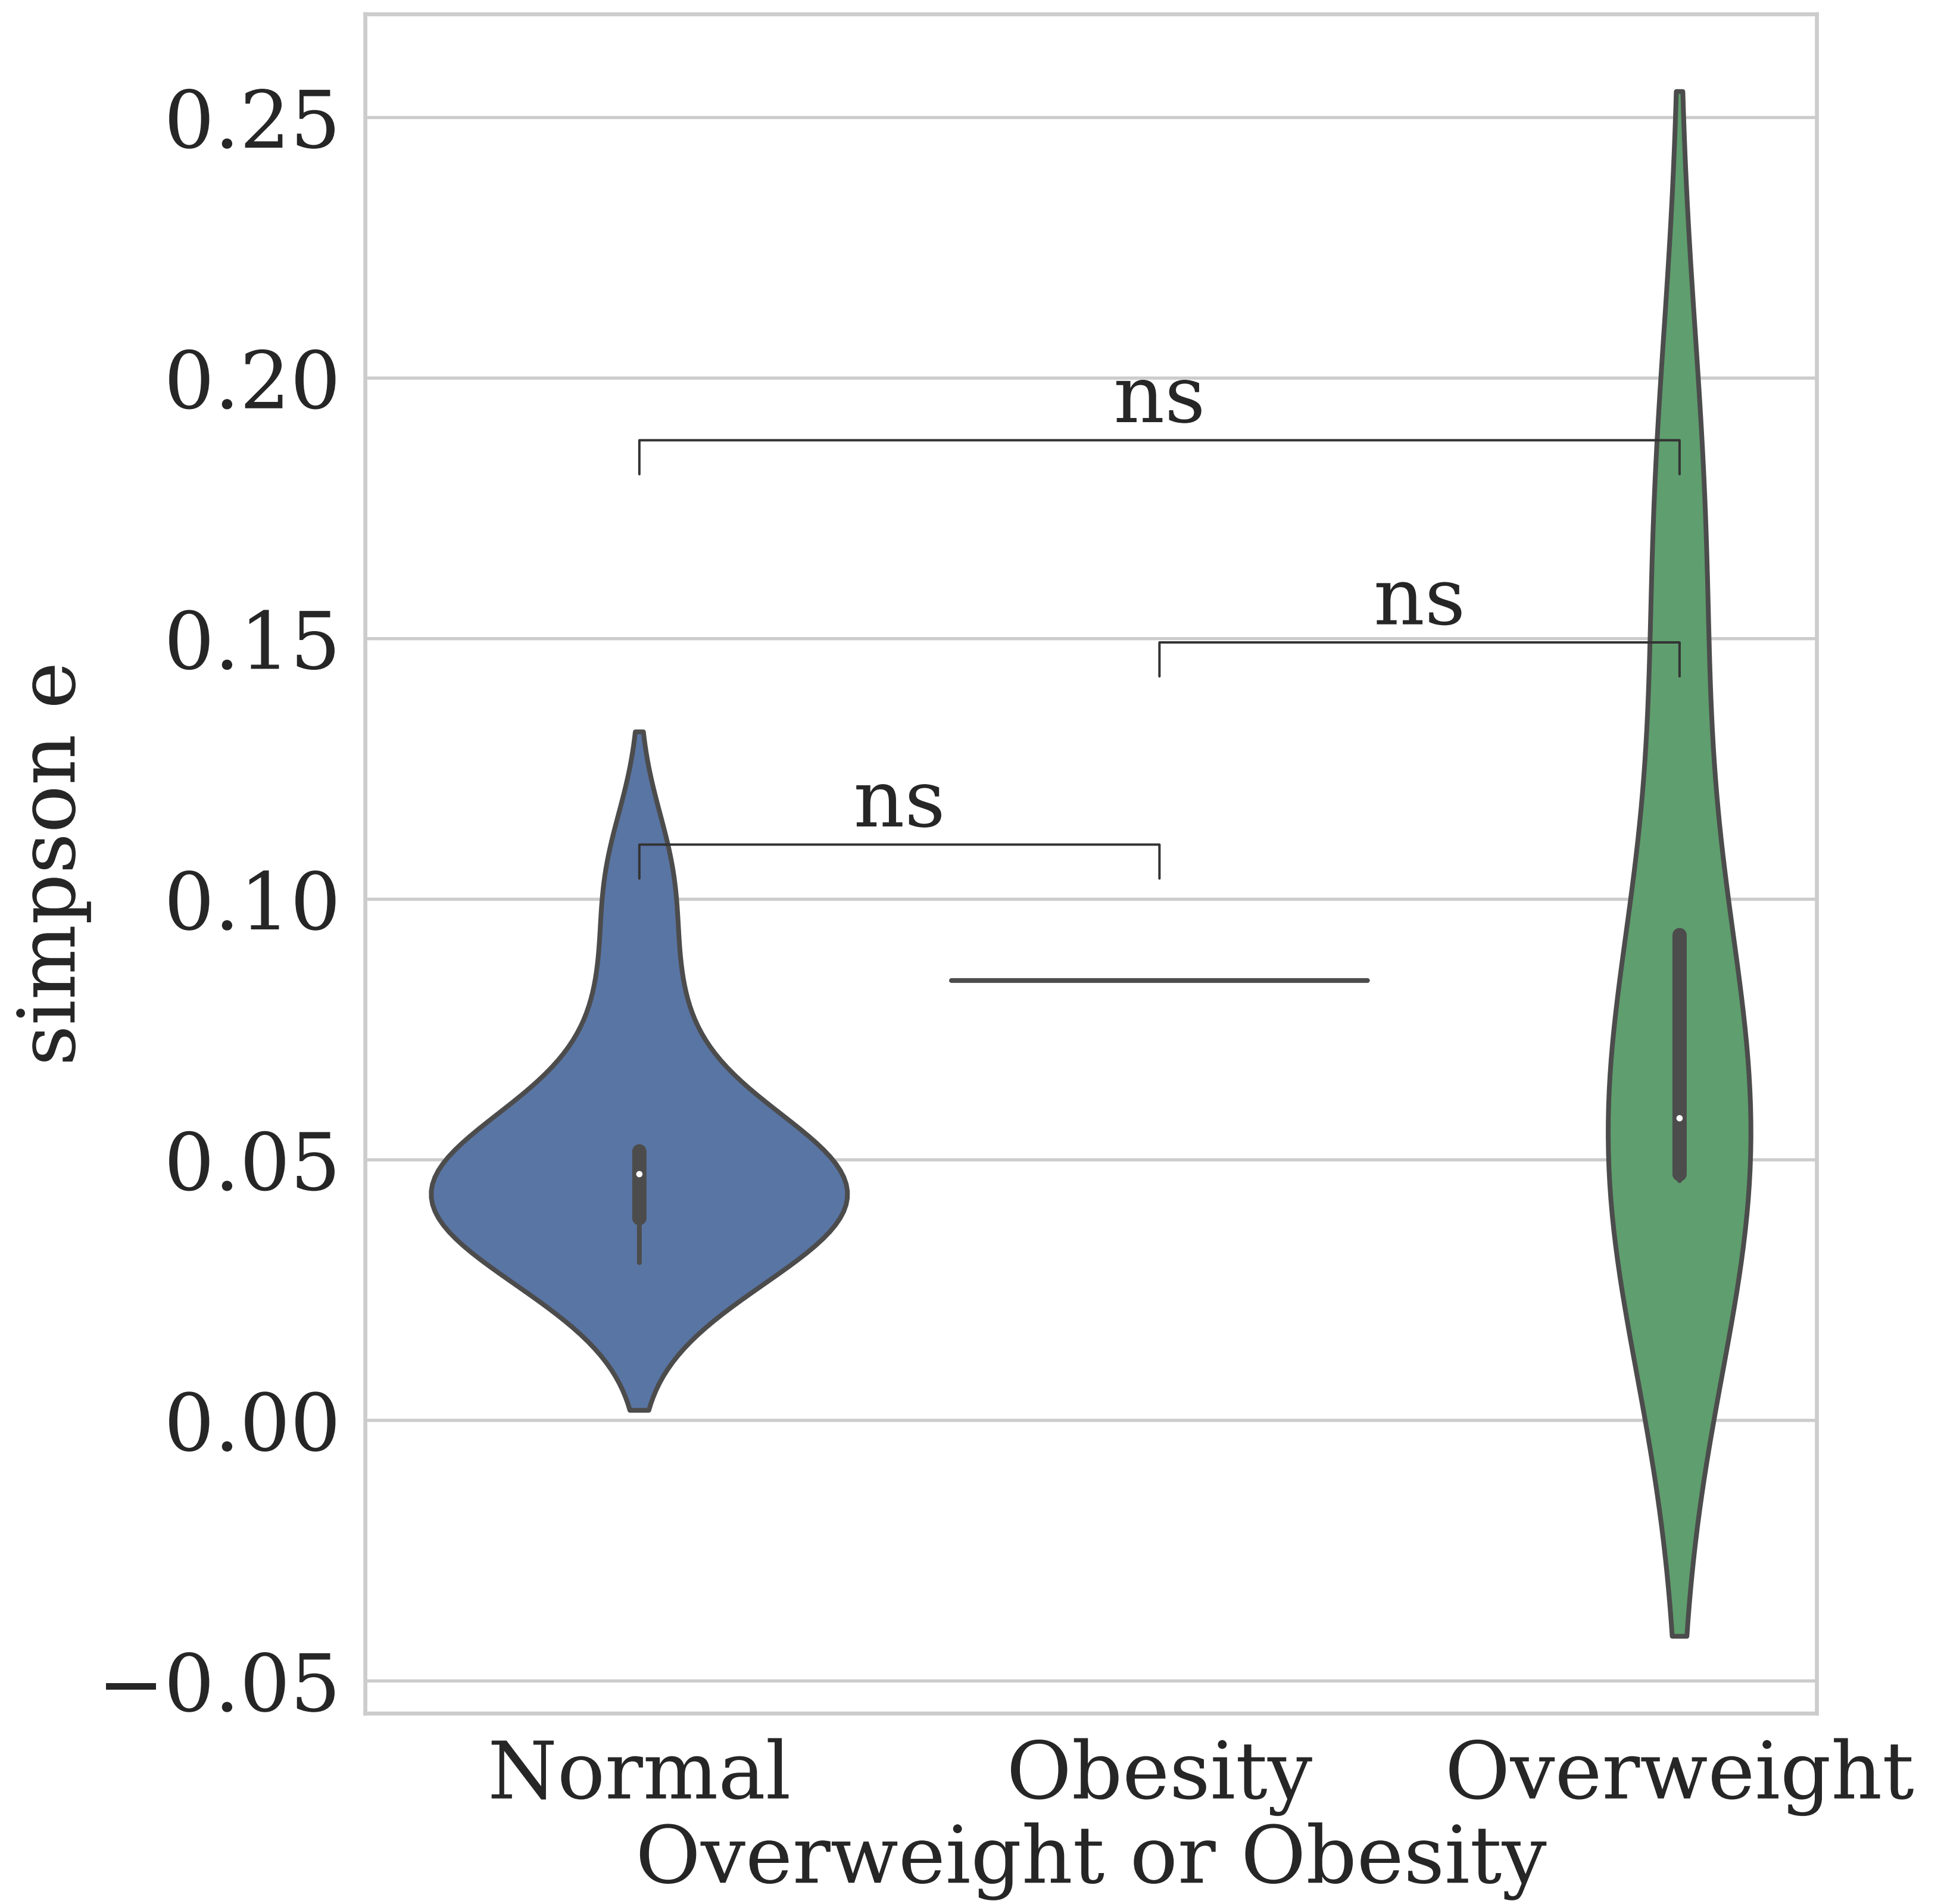 0.25
0.20
ns
0.15
ns
simpson e
ns
0.10
0.05
0.00
−0.05
Normal Obesity Overweight
Overweight or Obesity